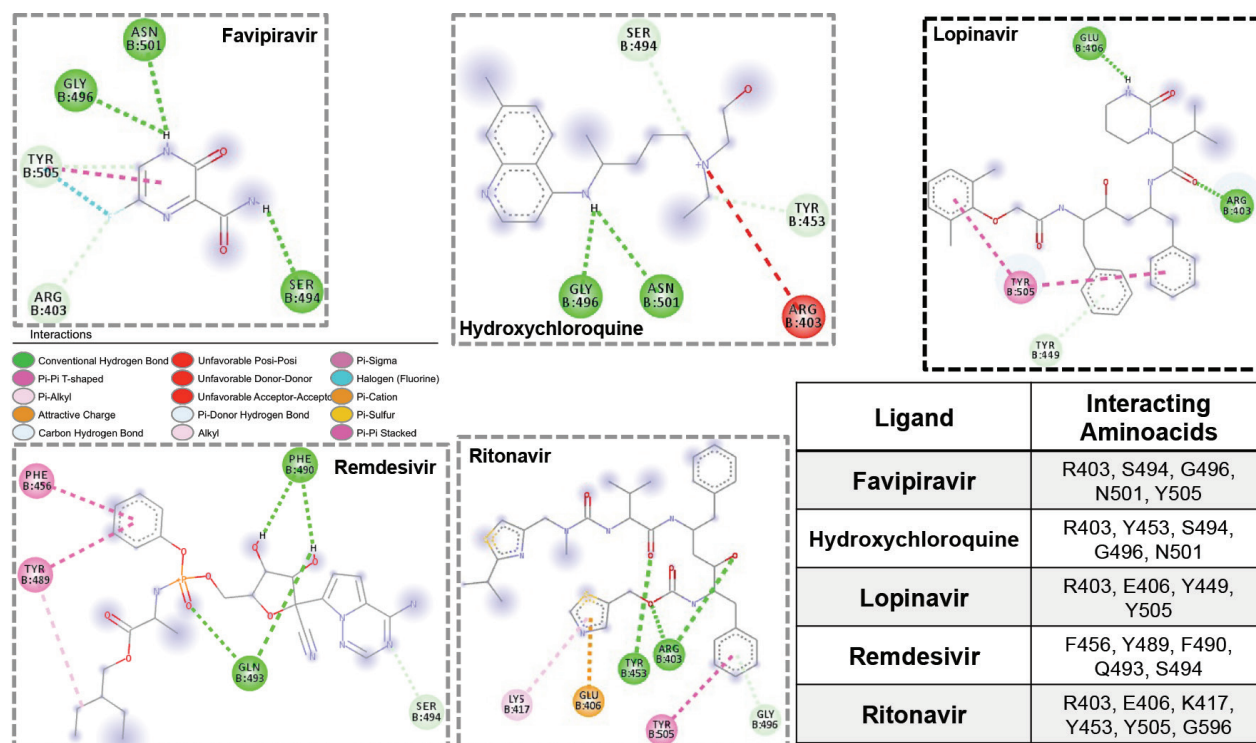 Favipiravir
ASN
B:501
GLY
B:496
TYR
B:505
ARG
B:403
SER
B:494
H
N
O
N
O
N
H
Hydroxychloroquine
SER
B:494
TYR
B:453
GLY
B:496
ASN
B:501
ARG
B:403
O
N+
N
N
H
Lopinavir
GLU
B:406
ARG
B:403
TYR
B:505
TYR
B:449
H
N
O
N
O
N
O
N
O
O
Interactions
Conventional Hydrogen Bond
Pi-Pi T-shaped
Pi-Alkyl
Attractive Charge
Carbon Hydrogen Bond
Unfavorable Posi-Posi
Unfavorable Donor-Donor
Unfavorable Acceptor-Accepto
Pi-Donor Hydrogen Bond
Alkyl
Pi-Sigma
Halogen (Fluorine)
Pi-Cation
Pi-Sulfur
Pi-Pi Stacked
Remdesivir
PHE
B:456
PHE
B:490
TYR
B:489
GLN
B:493
SER
B:494
Ritonavir
LYS
B:417
GLU
B:406
TYR
B:453
ARG
B:403
TYR
B:505
GLY
B:496
Ligand
Interacting
Aminoacids
Favipiravir
R403, S494, G496,
N501, Y505
Hydroxychloroquine
R403, Y453, S494,
G496, N501
Lopinavir
R403, E406, Y449,
Y505
Remdesivir
F456, Y489, F490,
Q493, S494
Ritonavir
R403, E406, K417,
Y453, Y505, G596